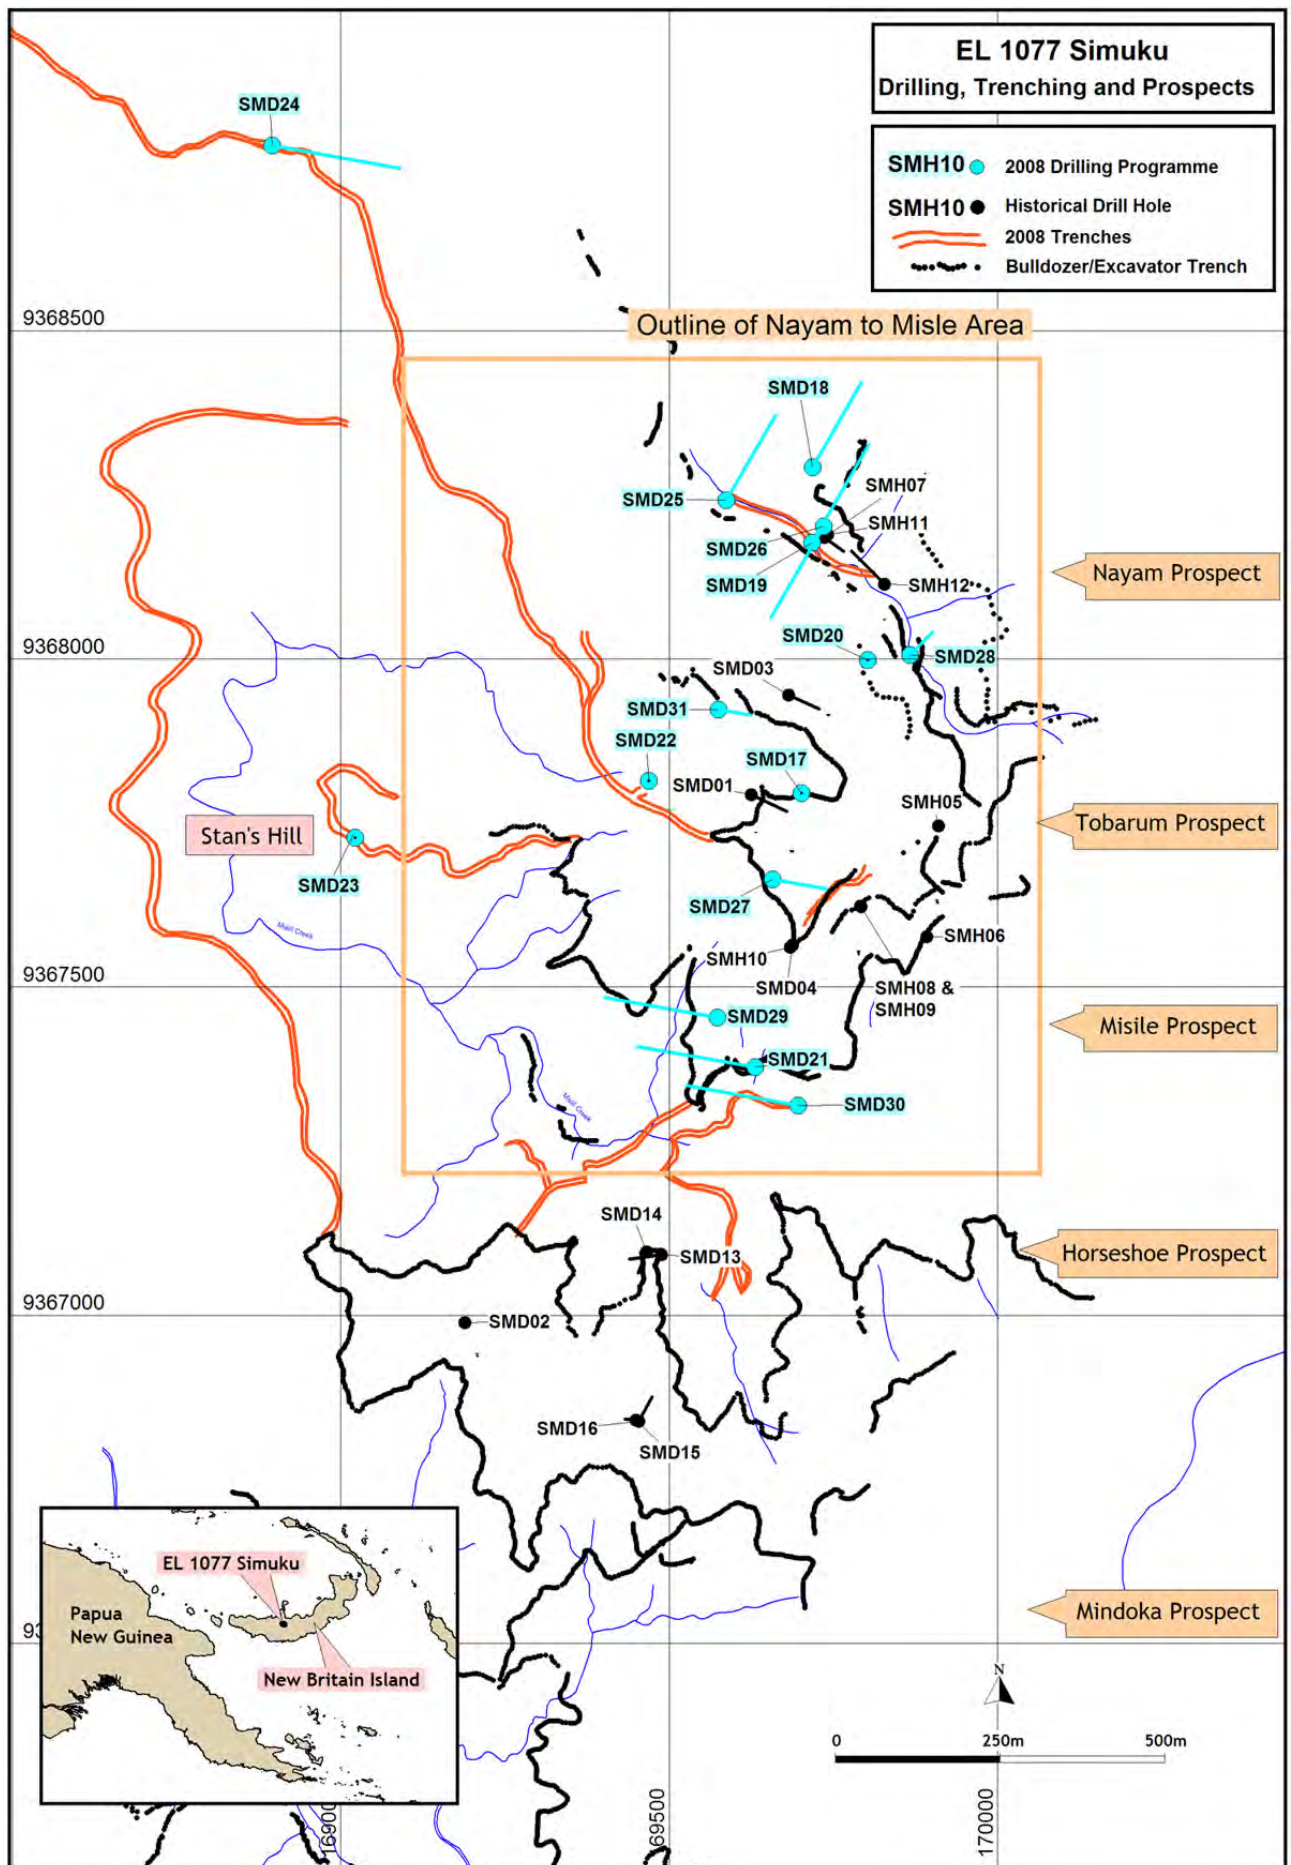 EL 1077 Simuku
Drilling, Trenching and Prospects
SMH10 2008 Drilling Programme
SMH10 Historical Drill Hole
2008 Trenches
Bulldozer/Excavator Trench
SMD24
9368500
Outline of Nayam to Misle Area
SMD18
SMH07
SMD25
SMH11
SMD26
SMD19
SMH12
Nayam Prospect
SMD20
SMD28
9368000
SMD03
SMD31
SMD22
SMD17
SMD01
SMH05
Stan's Hill
Tobarum Prospect
SMD23
SMD27
Misili Creek
SMH06
SMH10
SMD04
SMH08 &
SMH09
9367500
SMD29
Misile Prospect
SMD21
SMD30
SMD14
SMD13
Horseshoe Prospect
9367000
SMD02
SMD16
SMD15
EL 1077 Simuku
Papua
New Guinea
New Britain Island
Mindoka Prospect
N
0 250m 500m
170000